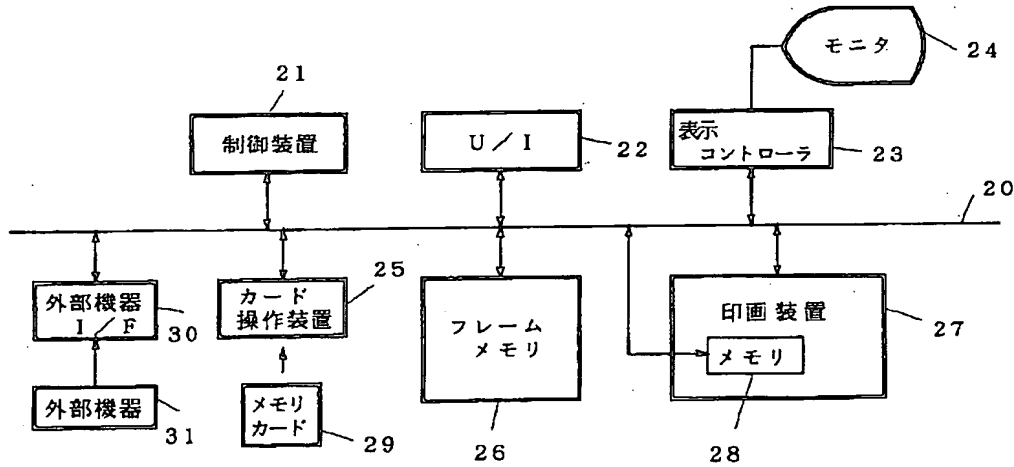 モニタ
24
21
制御装置
U/I
22
表示
コントローラ
23
20
外部機器
I/F
30
カード
操作装置
25
フレーム
メモリ
26
印画装置
27
メモリ
28
外部機器
31
メモリ
カード
29